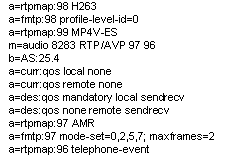 a=rtpmap:98 H263
a=fmtp:98 profile-level-id=0
a=rtpmap:99 MP4V-ES
m=audio 8283 RTP/AVP 97 96
b=AS:25.4
a=curr:qos local none
a=curr:qos remote none
a=des:qos mandatory local sendrecv
a=des:qos none remote sendrecv
a=rtpmap:97 AMR
a=fmtp:97 mode-set=0,2,5,7; maxframes=2
a=rtpmap:96 telephone-event